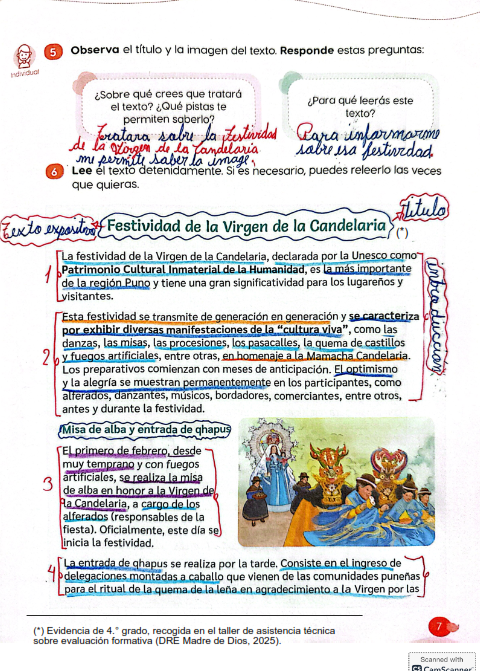 5 Observa el título y la imagen del texto. Responde estas preguntas:
Individual
¿Sobre qué crees que tratará
el texto? ¿Qué pistas te
permiten saberlo?
Tratara sobre la festividad
de la Virgen de la Candelaria
me permite saber la image,
¿Para qué leerás este
texto?
Para informarme
sobre esa festividad.
6 Lee el texto detenidamente. Si es necesario, puedes releerlo las veces
que quieras.
Título
Texto expositivo
Festividad de la Virgen de la Candelaria (*)
introducción
1
La festividad de la Virgen de la Candelaria, declarada por la Unesco como
Patrimonio Cultural Inmaterial de la Humanidad, es la más importante
de la región Puno y tiene una gran significatividad para los lugareños y
visitantes.
2
Esta festividad se transmite de generación en generación y se caracteriza
por exhibir diversas manifestaciones de la “cultura viva”, como las
danzas, las misas, las procesiones, los pasacalles, la quema de castillos
y fuegos artificiales, entre otras, en homenaje a la Mamacha Candelaria.
Los preparativos comienzan con meses de anticipación. El optimismo
y la alegría se muestran permanentemente en los participantes, como
alferados, danzantes, músicos, bordadores, comerciantes, entre otros,
antes y durante la festividad.
Misa de alba y entrada de qhapus
3
El primero de febrero, desde
muy temprano y con fuegos
artificiales, se realiza la misa
de alba en honor a la Virgen de
la Candelaria, a cargo de los
alferados (responsables de la
fiesta). Oficialmente, este día se
inicia la festividad.
4
La entrada de qhapus se realiza por la tarde. Consiste en el ingreso de
delegaciones montadas a caballo que vienen de las comunidades puneñas
para el ritual de la quema de la leña en agradecimiento a la Virgen por las
7
(*) Evidencia de 4.° grado, recogida en el taller de asistencia técnica
sobre evaluación formativa (DRE Madre de Dios, 2025).
Scanned with
CS CamScanner